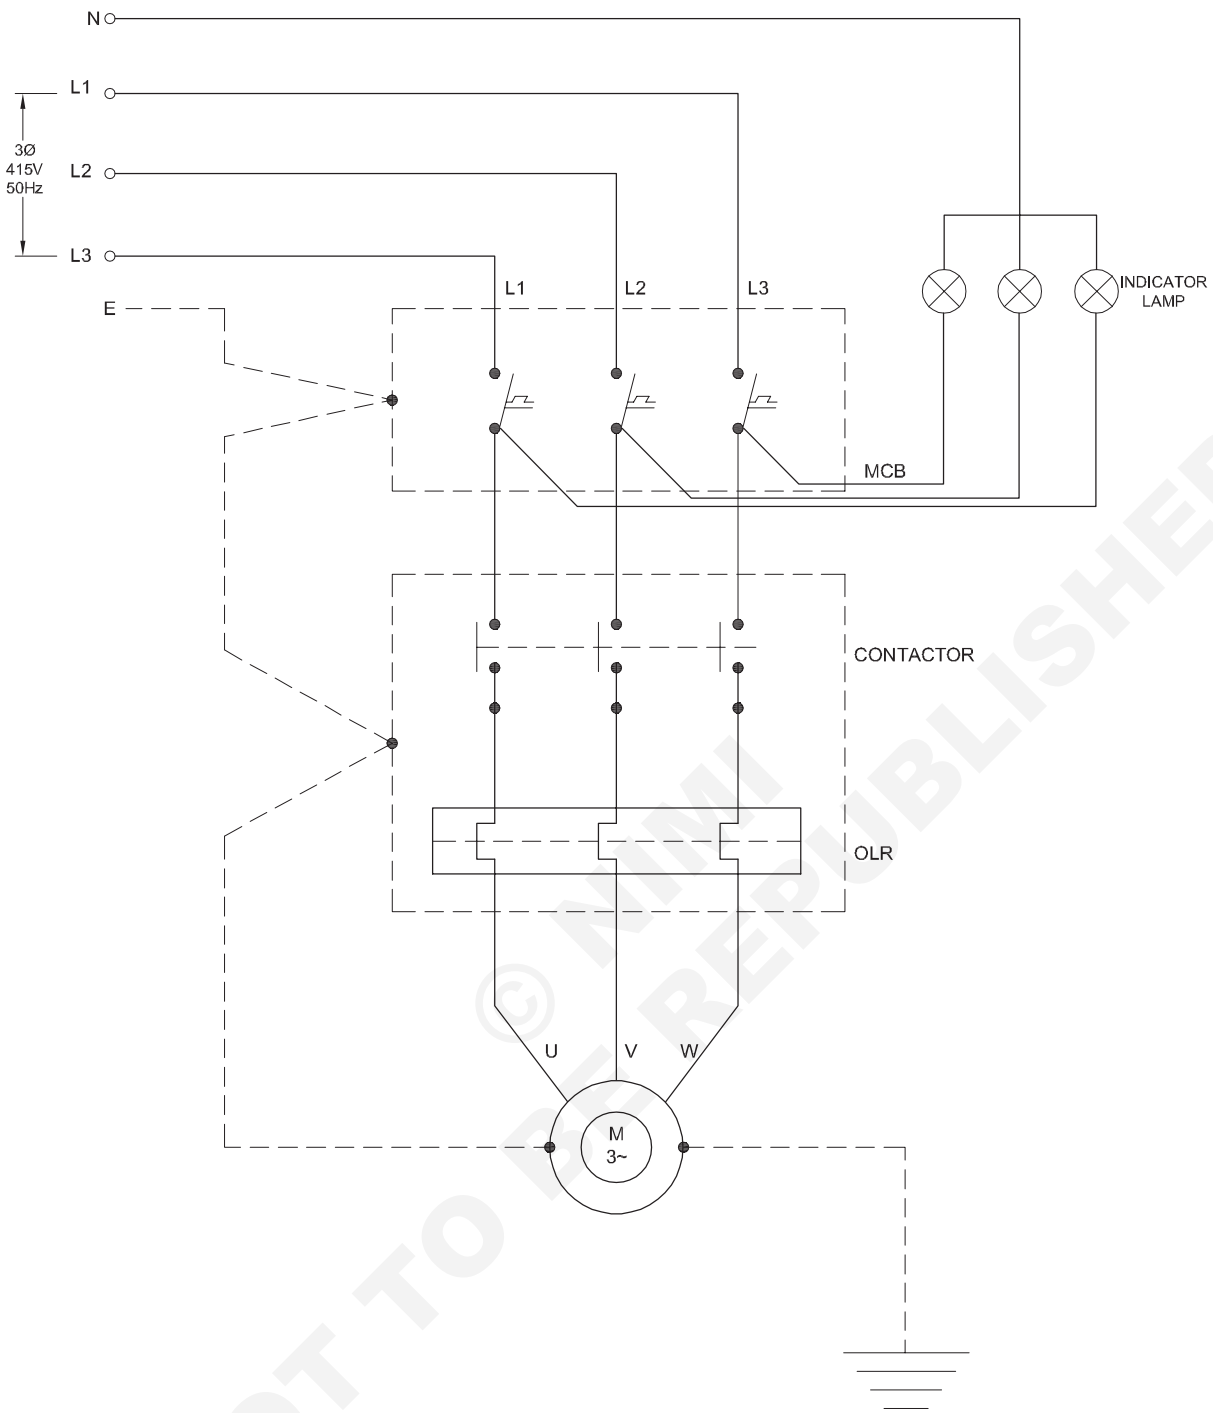 N
L1
3Ø
415V
50Hz
L2
L3
E
L1
L2
L3
INDICATOR
LAMP
MCB
CONTACTOR
OLR
U
V
W
M
3~
© NIMI
NOT TO BE REPUBLISHED